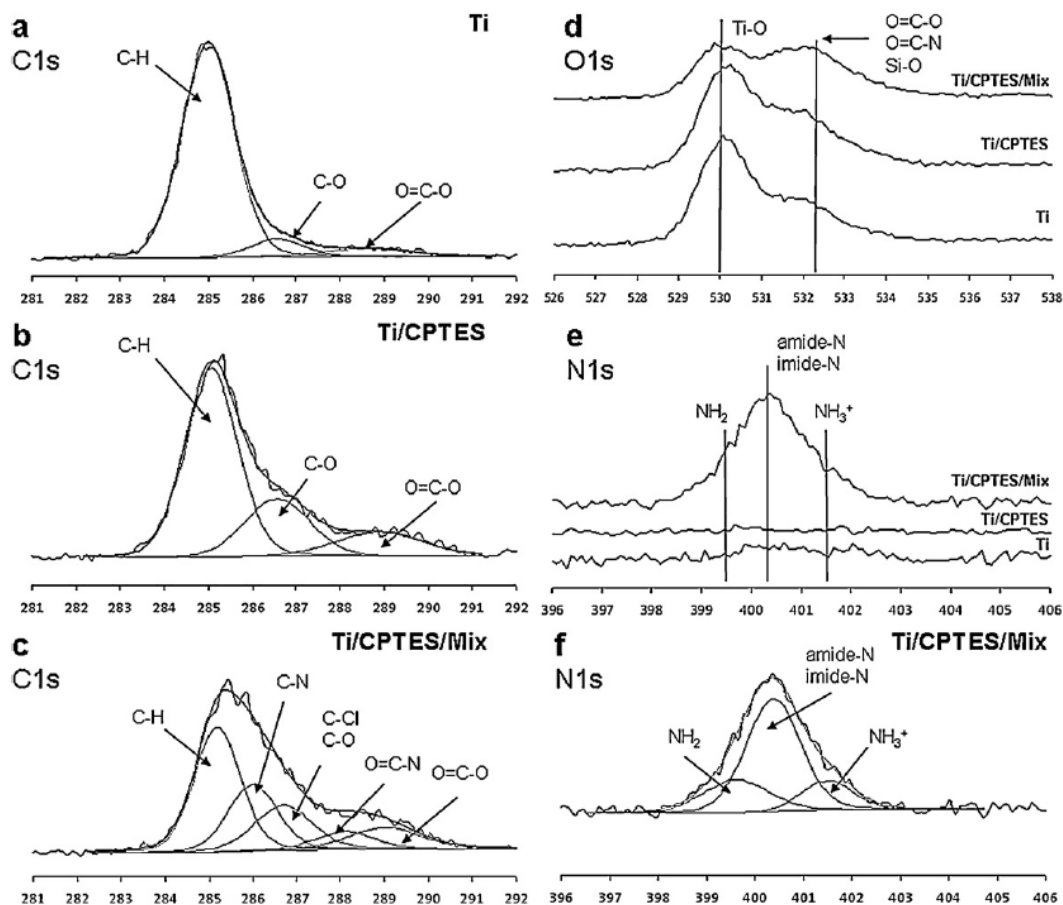 a
Ti
C1s
C-H
C-O
O=C-O
281 282 283 284 285 286 287 288 289 290 291 292
b
Ti/CPTES
C1s
C-H
C-O
O=C-O
281 282 283 284 285 286 287 288 289 290 291 292
c
Ti/CPTES/Mix
C1s
C-H
C-N
C-Cl
C-O
O=C-N
O=C-O
281 282 283 284 285 286 287 288 289 290 291 292
d
O1s
Ti-O
O=C-O
O=C-N
Si-O
Ti/CPTES/Mix
Ti/CPTES
Ti
526 527 528 529 530 531 532 533 534 535 536 537 538
e
N1s
amide-N
imide-N
NH2
NH3+
Ti/CPTES/Mix
Ti/CPTES
Ti
396 397 398 399 400 401 402 403 404 405 406
f
Ti/CPTES/Mix
N1s
amide-N
imide-N
NH2
NH3+
396 397 398 399 400 401 402 403 404 405 406